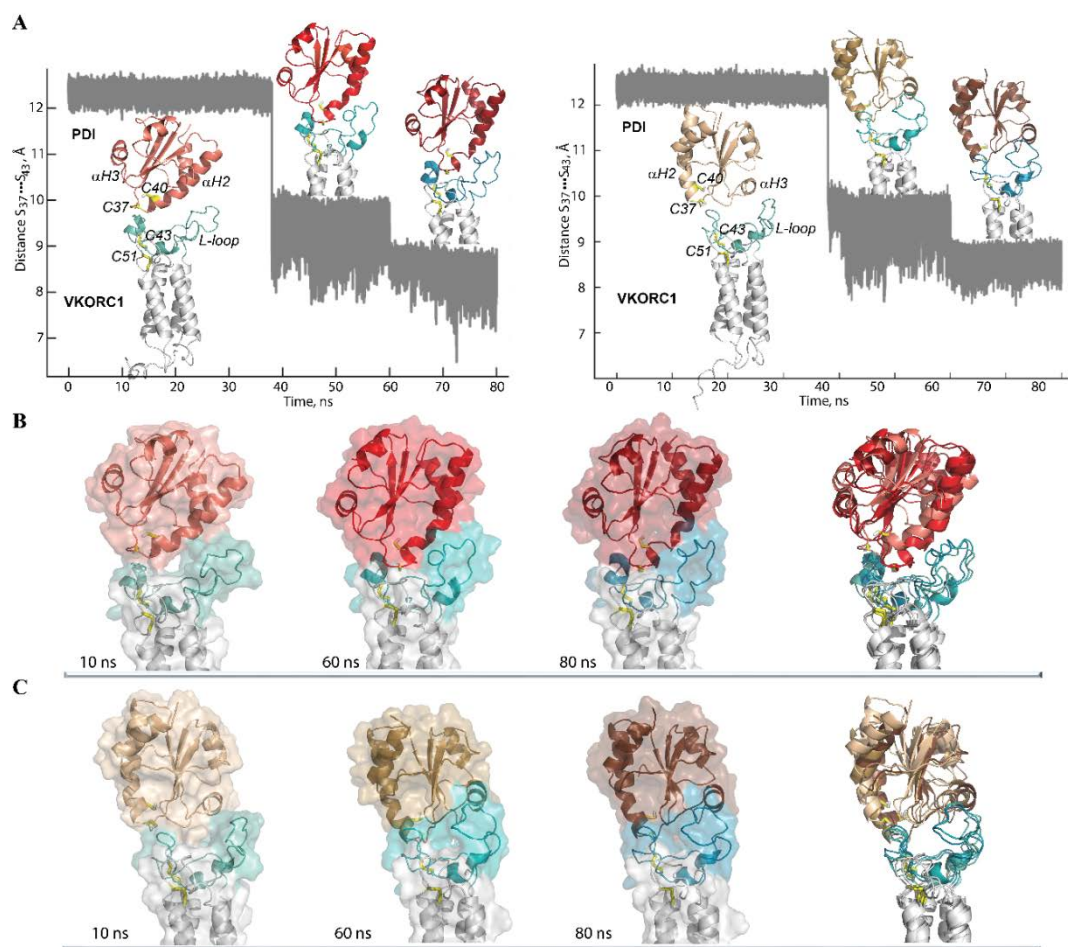 A
Distance S37•••S43, Å
12
11
10
9
8
7
PDI
αH3
C40
αH2
C37
C43
L-loop
C51
VKORC1
0 10 20 30 40 50 60 70 80
Time, ns
Distance S37•••S43, Å
12
11
10
9
8
7
6
PDI
αH2
C40
αH3
C37
C43
L-loop
C51
VKORC1
0 10 20 30 40 50 60 70 80
Time, ns
B
10 ns
60 ns
80 ns
C
10 ns
60 ns
80 ns